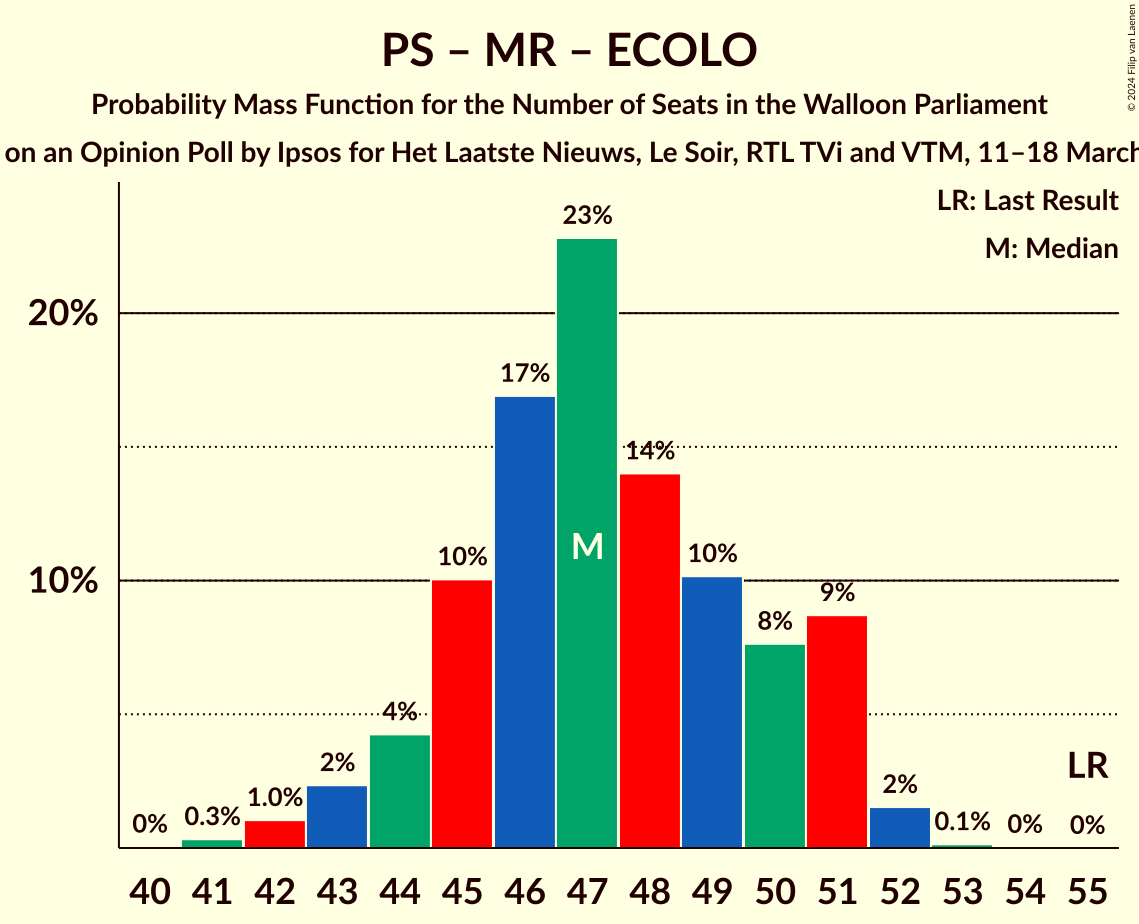 PS – MR – ECOLO
Probability Mass Function for the Number of Seats in the Walloon Parliament
on an Opinion Poll by Ipsos for Het Laatste Nieuws, Le Soir, RTL TVi and VTM, 11–18 March
© 2024 Filip van Laenen
LR: Last Result
M: Median
20%
10%
0% 0.3% 1.0% 2% 4% 10% 17% 23% 14% 10% 8% 9% 2% 0.1% 0% 0%
M
LR
40 41 42 43 44 45 46 47 48 49 50 51 52 53 54 55